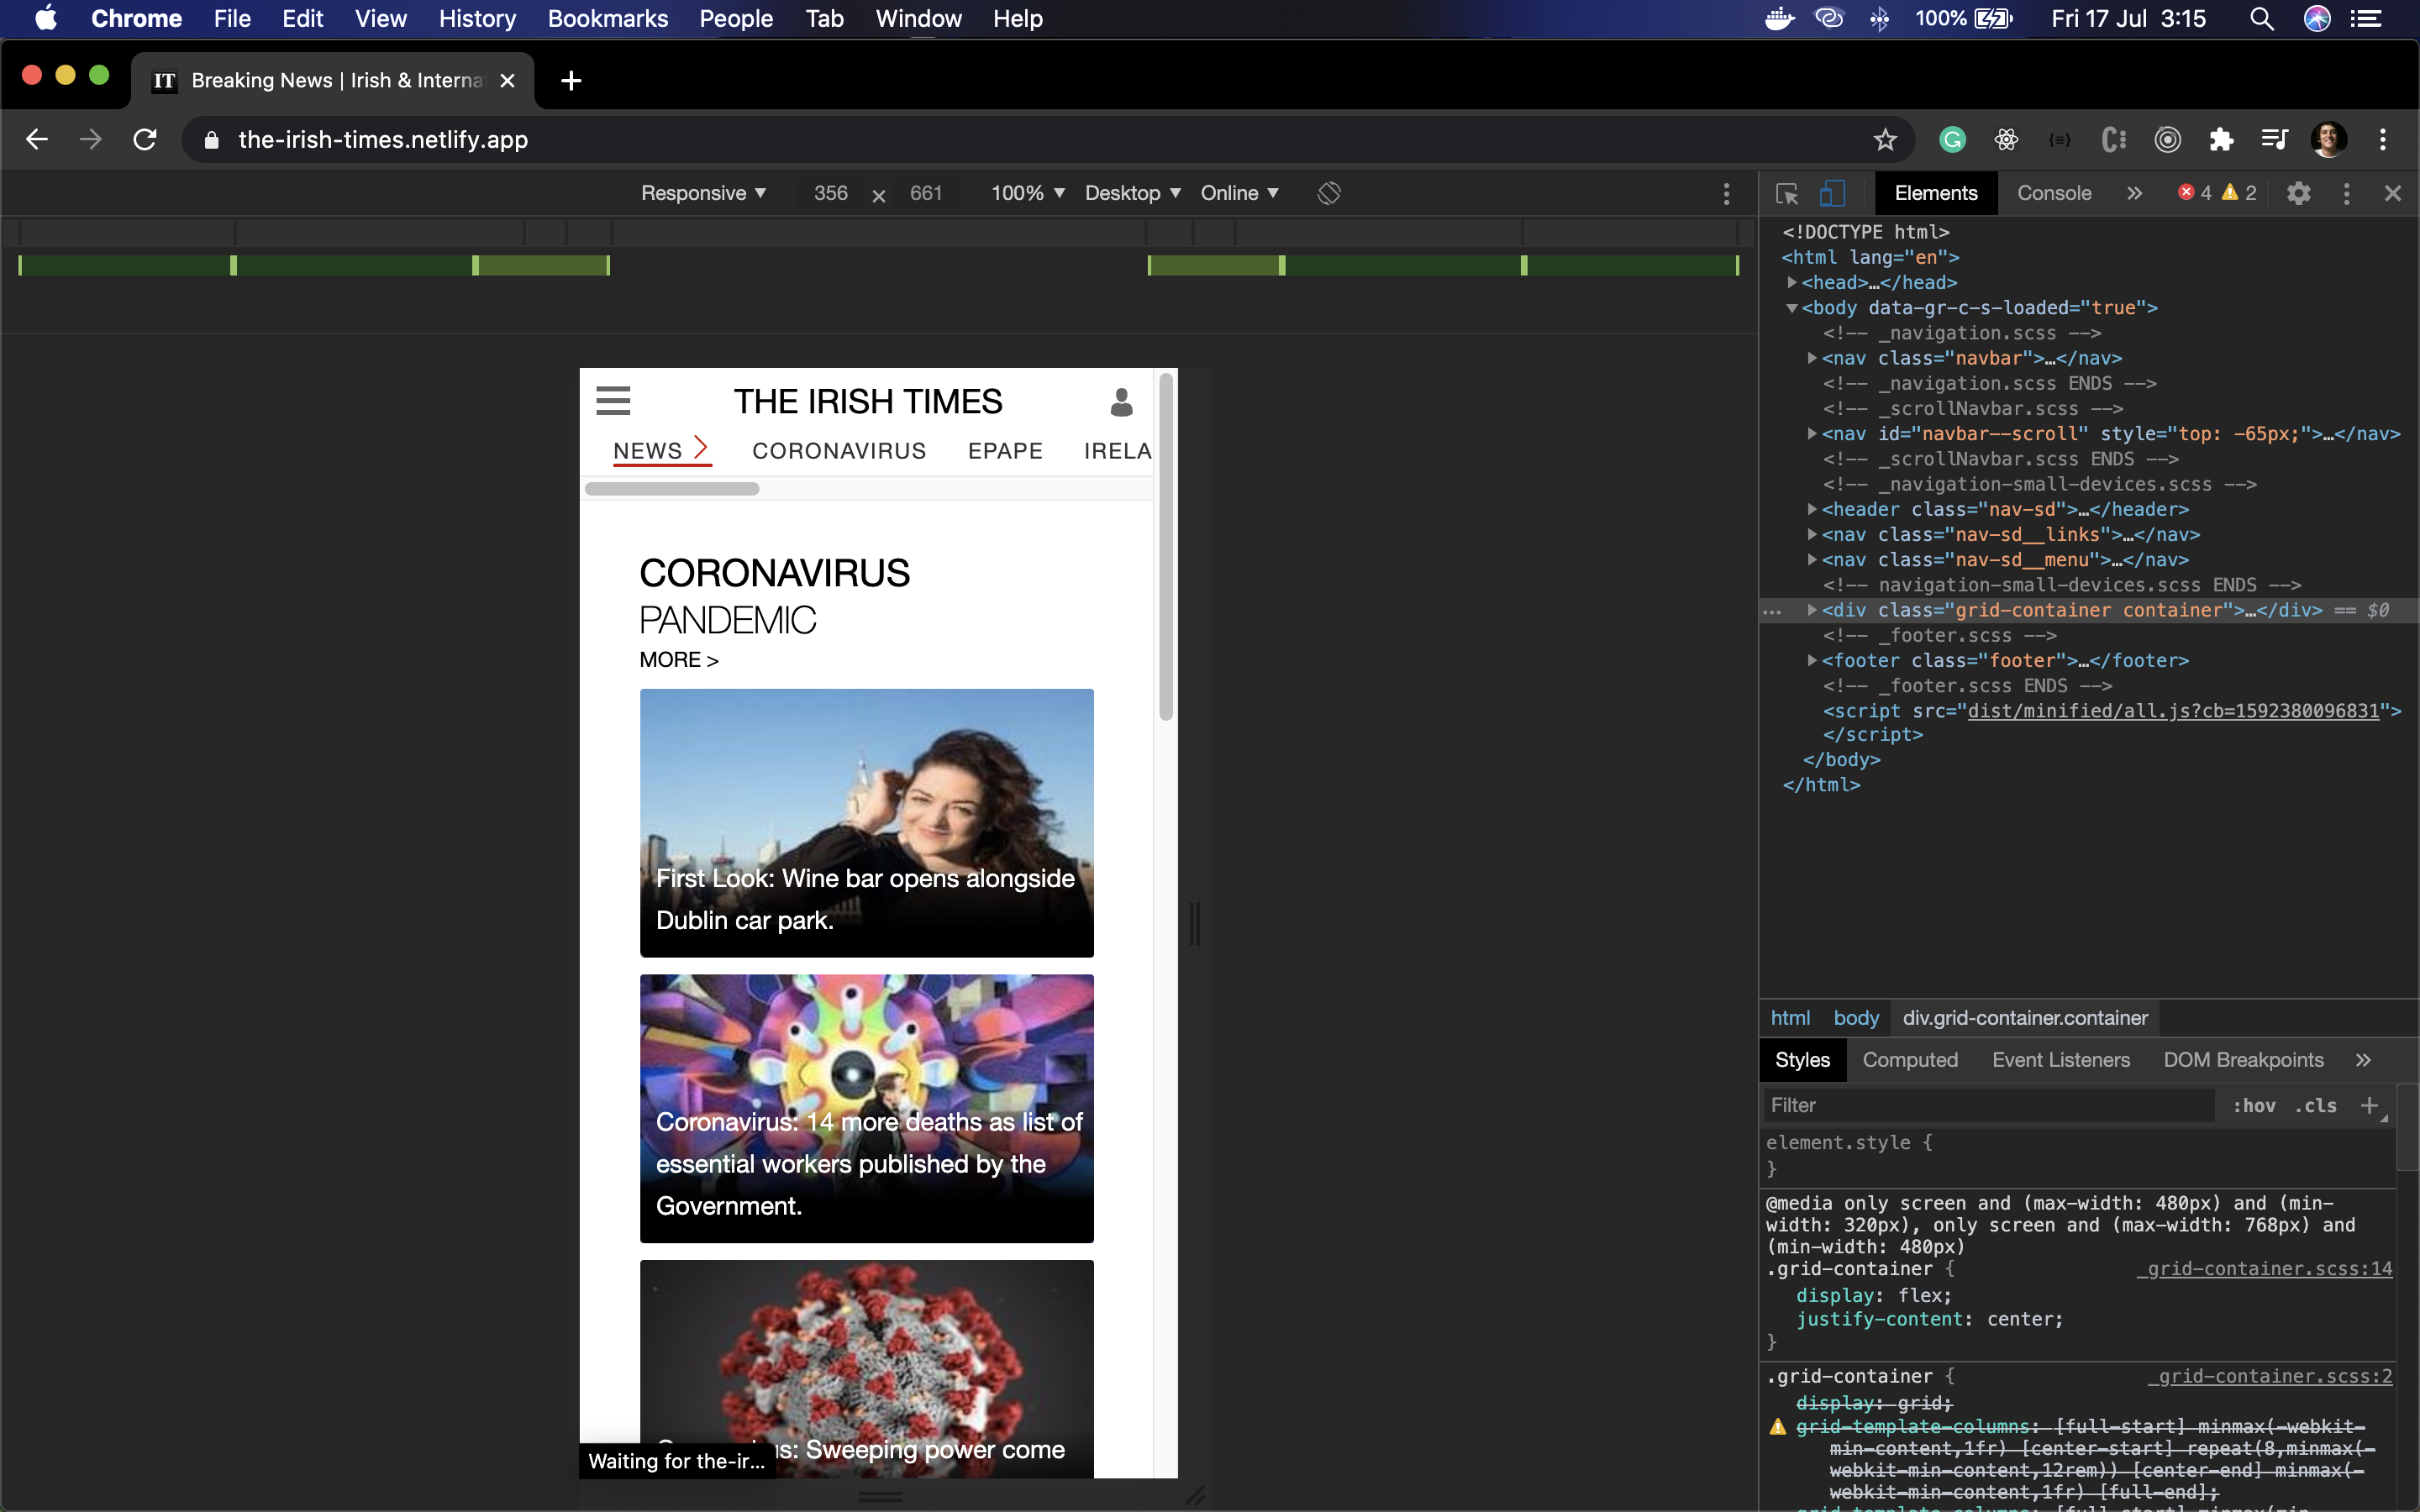 Chrome File Edit View History Bookmarks People Tab Window Help 100% Fri 17 Jul 3:15
IT Breaking News | Irish & Interna
the-irish-times.netlify.app
Responsive 356 × 661 100% Desktop Online
Elements Console » 4 2
<!DOCTYPE html>
<html lang="en">
<head>…</head>
<body data-gr-c-s-loaded="true">
<!-- _navigation.scss -->
<nav class="navbar">…</nav>
<!-- _navigation.scss ENDS -->
<!-- _scrollNavbar.scss -->
<nav id="navbar--scroll" style="top: -65px;">…</nav>
<!-- _scrollNavbar.scss ENDS -->
<!-- _navigation-small-devices.scss -->
<header class="nav-sd">…</header>
<nav class="nav-sd__links">…</nav>
<nav class="nav-sd__menu">…</nav>
<!-- navigation-small-devices.scss ENDS -->
… <div class="grid-container container">…</div> == $0
<!-- _footer.scss -->
<footer class="footer">…</footer>
<!-- _footer.scss ENDS -->
<script src="dist/minified/all.js?cb=1592380096831">
</script>
</body>
</html>
THE IRISH TIMES
NEWS CORONAVIRUS EPAPE IRELA
CORONAVIRUS
PANDEMIC
MORE >
First Look: Wine bar opens alongside
Dublin car park.
Coronavirus: 14 more deaths as list of
essential workers published by the
Government.
us: Sweeping power come
Waiting for the-ir...
html body div.grid-container.container
Styles Computed Event Listeners DOM Breakpoints »
Filter :hov .cls +
element.style {
}
@media only screen and (max-width: 480px) and (min-
width: 320px), only screen and (max-width: 768px) and
(min-width: 480px)
.grid-container { _grid-container.scss:14
display: flex;
justify-content: center;
}
.grid-container { _grid-container.scss:2
display: grid;
grid-template-columns: [full-start] minmax(-webkit-
min-content,1fr) [center-start] repeat(8,minmax(-
webkit-min-content,12rem)) [center-end] minmax(-
webkit-min-content,1fr) [full-end];